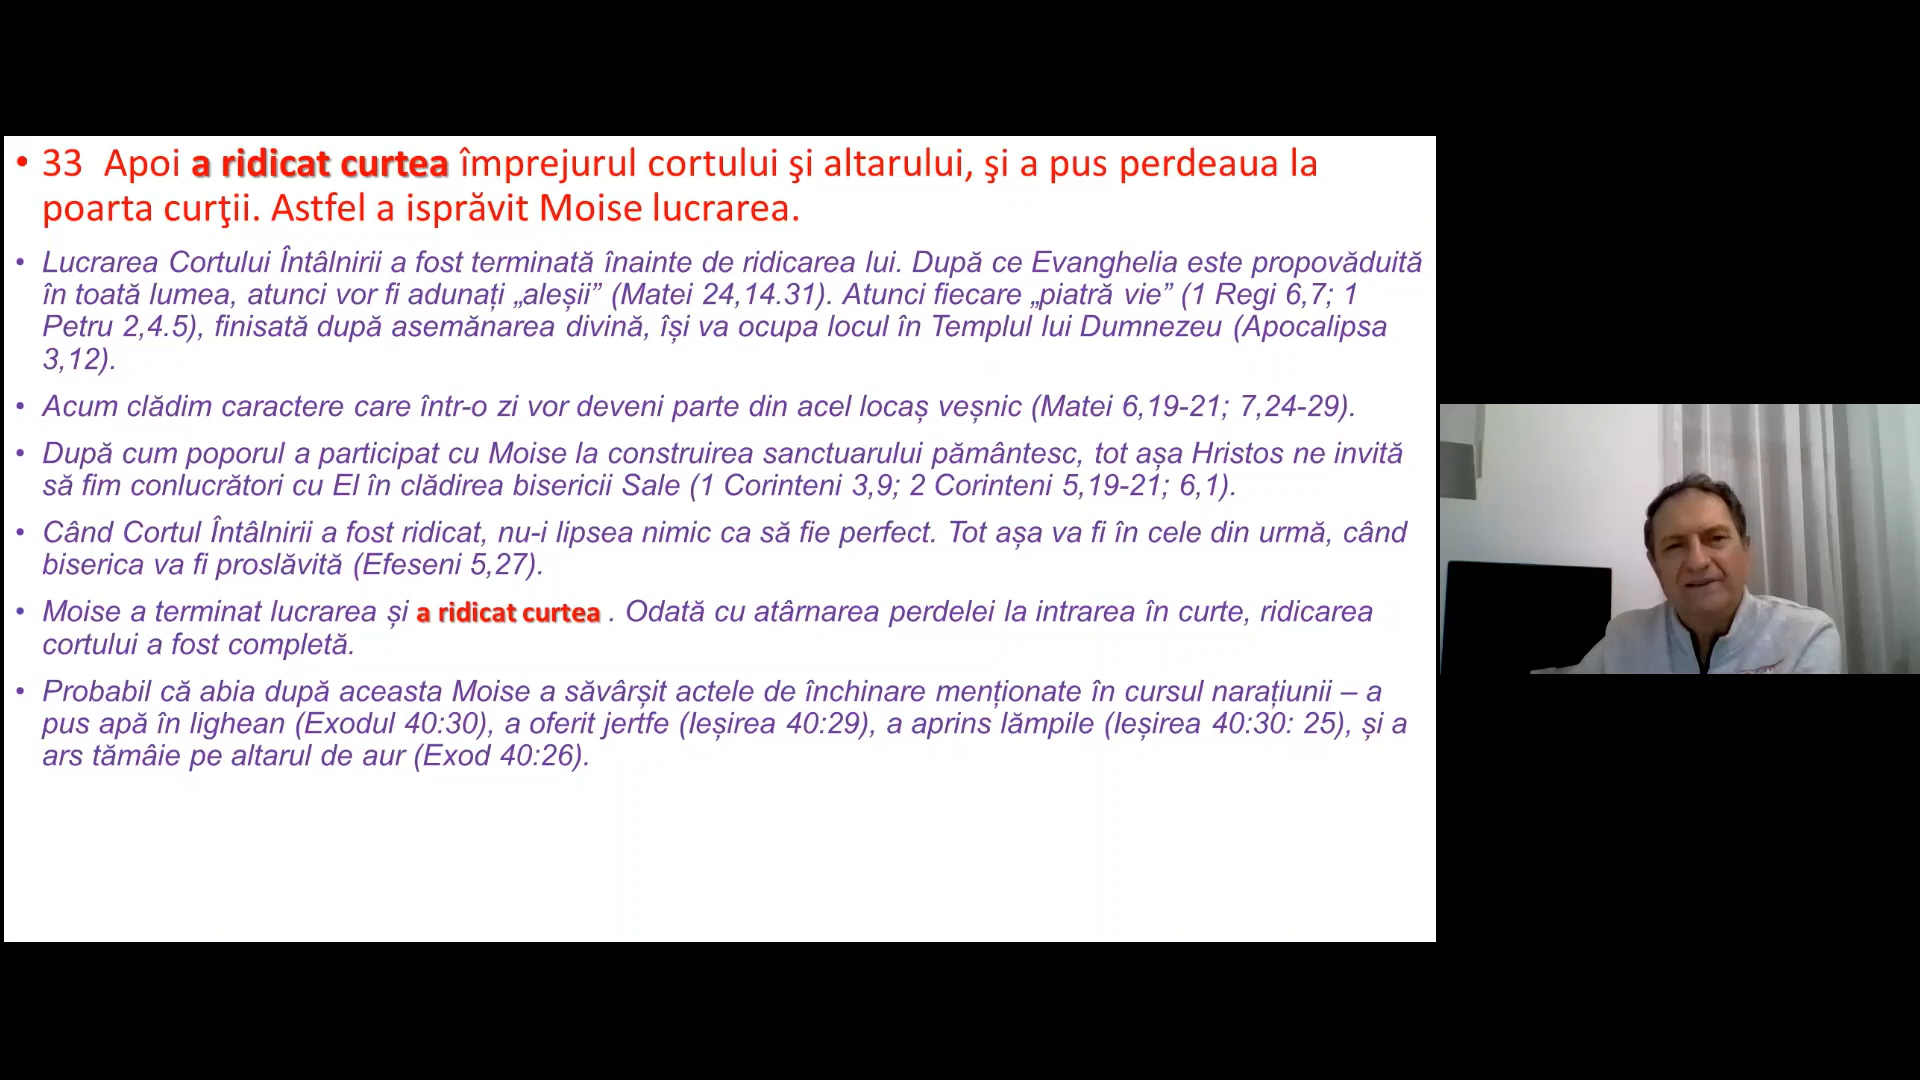 • 33 Apoi a ridicat curtea împrejurul cortului şi altarului, şi a pus perdeaua la
poarta curţii. Astfel a isprăvit Moise lucrarea.
• Lucrarea Cortului Întâlnirii a fost terminată înainte de ridicarea lui. După ce Evanghelia este propovăduită
în toată lumea, atunci vor fi adunați „aleșii” (Matei 24,14.31). Atunci fiecare „piatră vie” (1 Regi 6,7; 1
Petru 2,4.5), finisată după asemănarea divină, își va ocupa locul în Templul lui Dumnezeu (Apocalipsa
3,12).
• Acum clădim caractere care într-o zi vor deveni parte din acel locaș veșnic (Matei 6,19-21; 7,24-29).
• După cum poporul a participat cu Moise la construirea sanctuarului pământesc, tot așa Hristos ne invită
să fim conlucrători cu El în clădirea bisericii Sale (1 Corinteni 3,9; 2 Corinteni 5,19-21; 6,1).
• Când Cortul Întâlnirii a fost ridicat, nu-i lipsea nimic ca să fie perfect. Tot așa va fi în cele din urmă, când
biserica va fi proslăvită (Efeseni 5,27).
• Moise a terminat lucrarea și a ridicat curtea . Odată cu atârnarea perdelei la intrarea în curte, ridicarea
cortului a fost completă.
• Probabil că abia după aceasta Moise a săvârșit actele de închinare menționate în cursul narațiunii – a
pus apă în lighean (Exodul 40:30), a oferit jertfe (Ieșirea 40:29), a aprins lămpile (Ieșirea 40:30: 25), și a
ars tămâie pe altarul de aur (Exod 40:26).